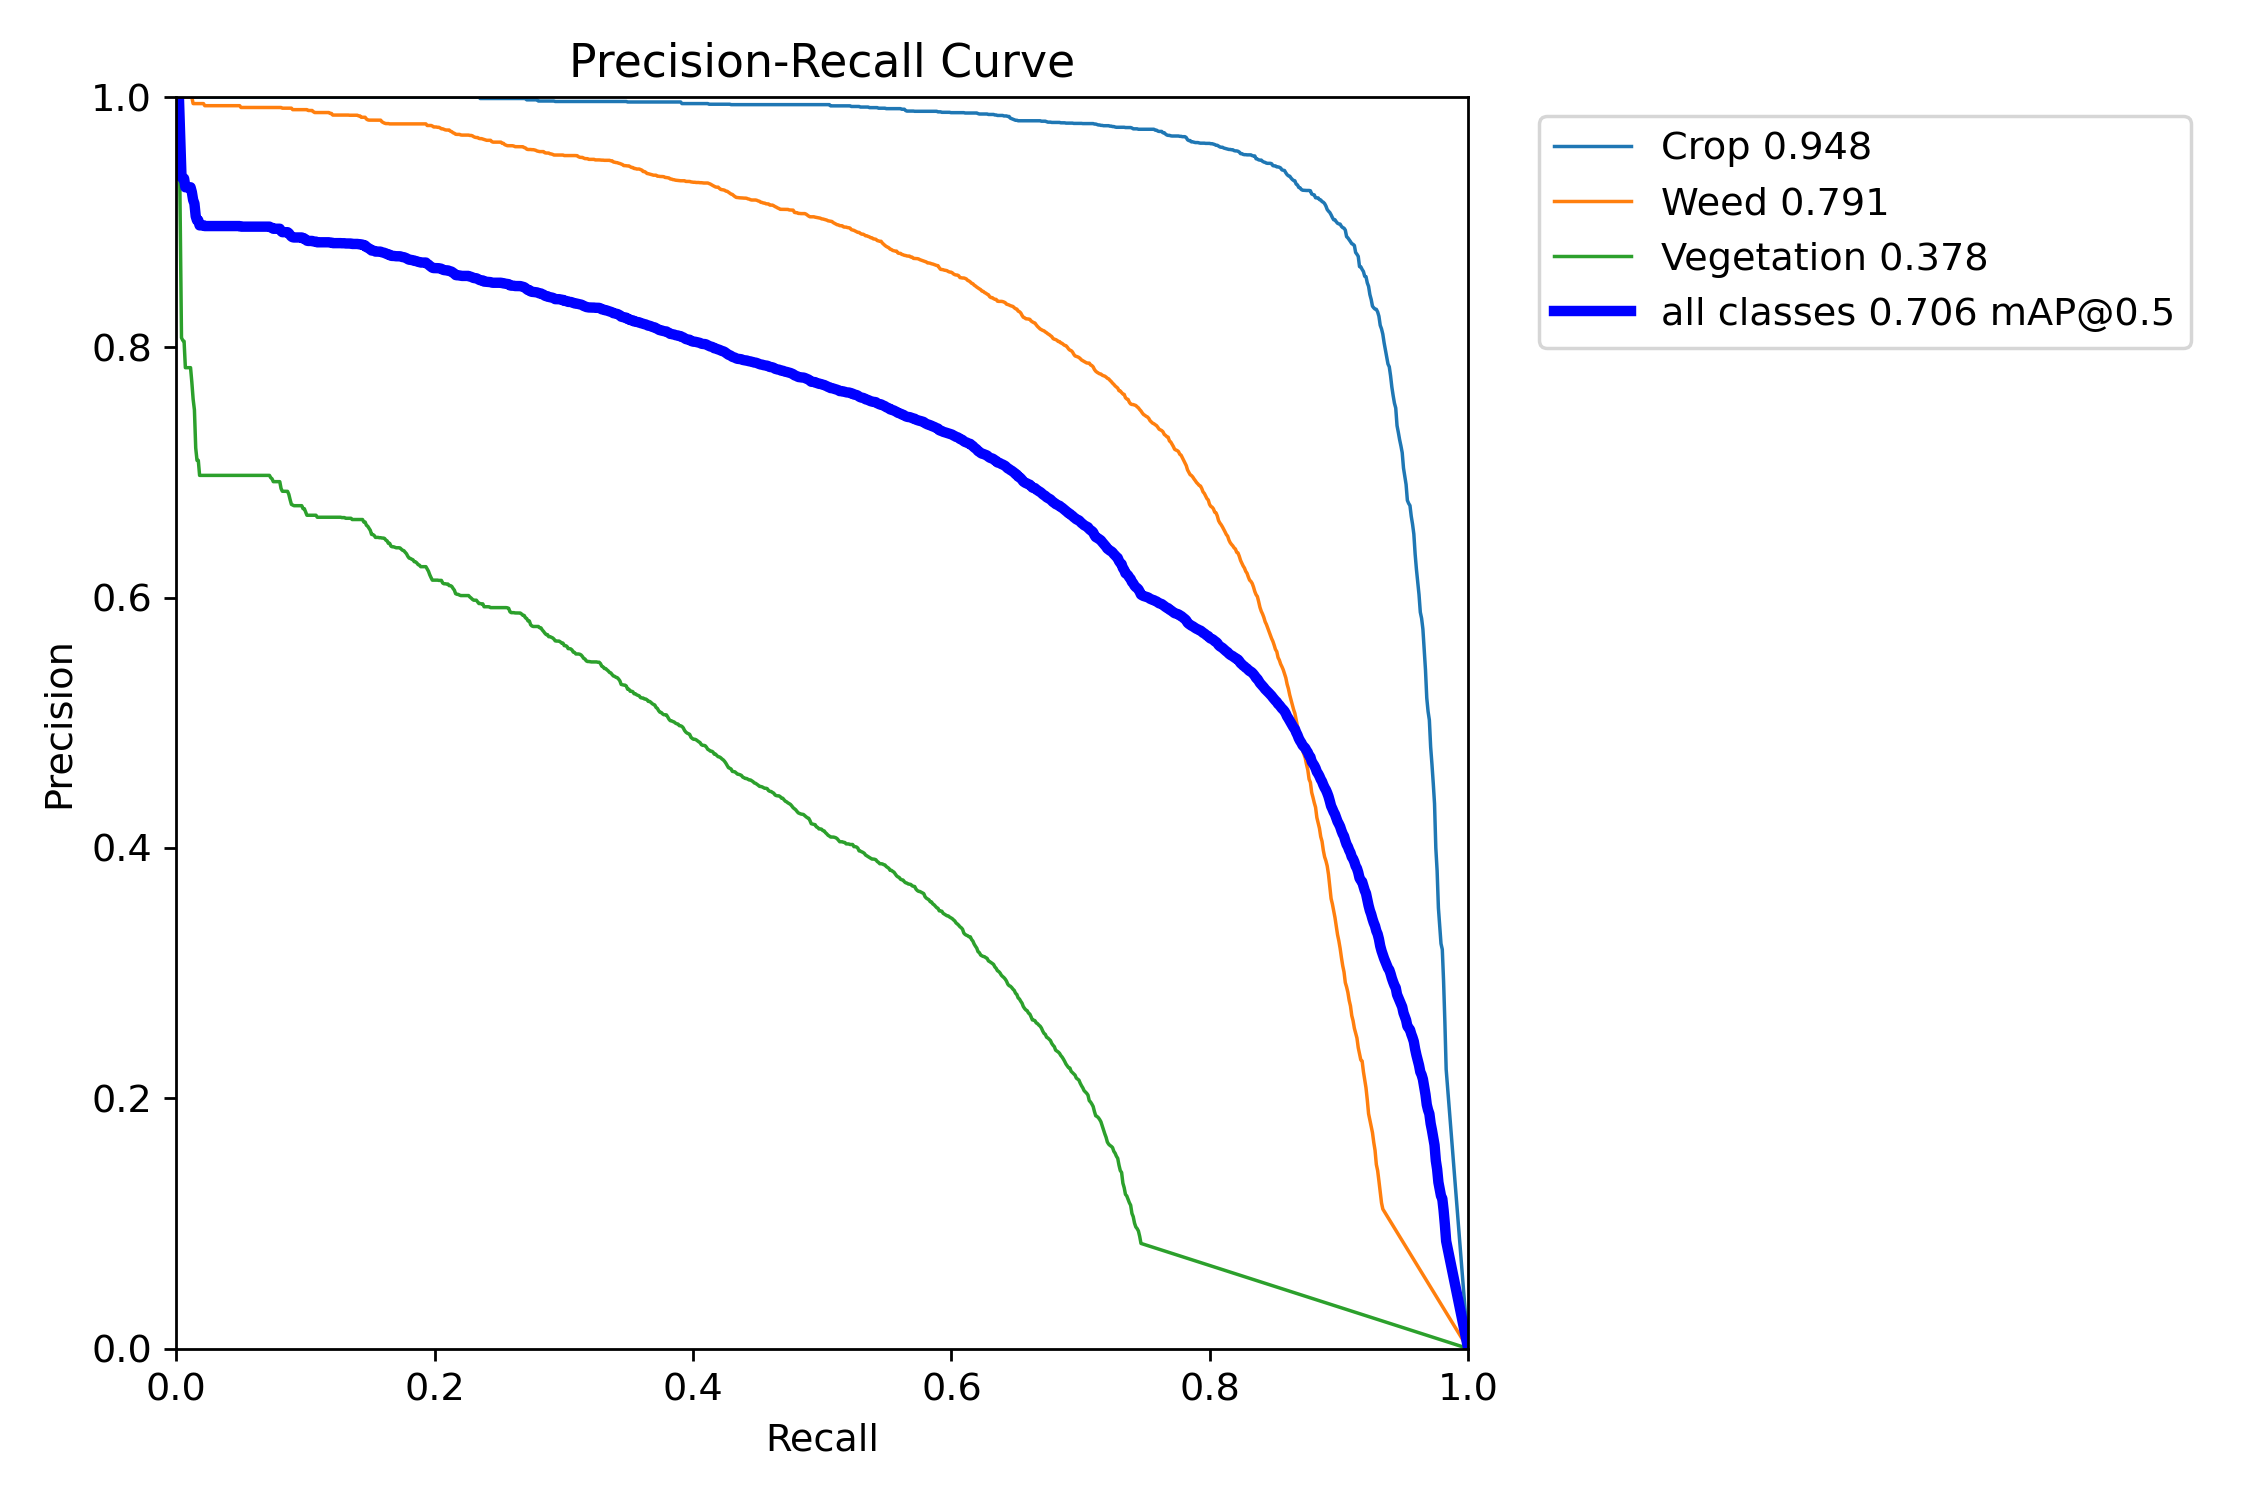 Precision-Recall Curve
1.0
0.8
0.6
0.4
0.2
0.0
Precision
0.0 0.2 0.4 0.6 0.8 1.0
Recall
Crop 0.948
Weed 0.791
Vegetation 0.378
all classes 0.706 mAP@0.5